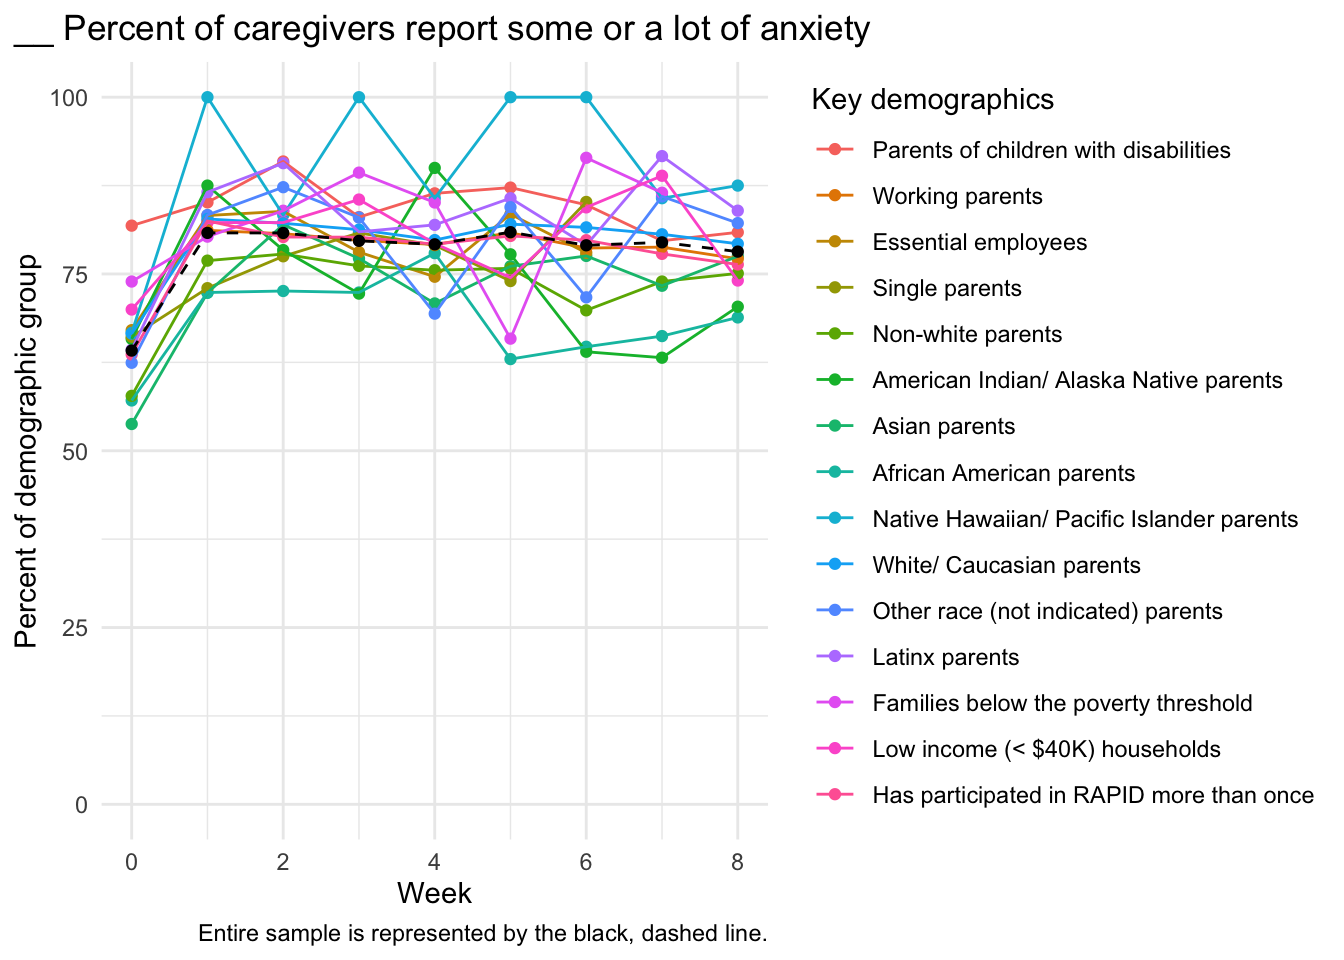 __ Percent of caregivers report some or a lot of anxiety
Percent of demographic group
100
75
50
25
0
0 2 4 6 8
Week
Entire sample is represented by the black, dashed line.
Key demographics
Parents of children with disabilities
Working parents
Essential employees
Single parents
Non-white parents
American Indian/ Alaska Native parents
Asian parents
African American parents
Native Hawaiian/ Pacific Islander parents
White/ Caucasian parents
Other race (not indicated) parents
Latinx parents
Families below the poverty threshold
Low income (< $40K) households
Has participated in RAPID more than once